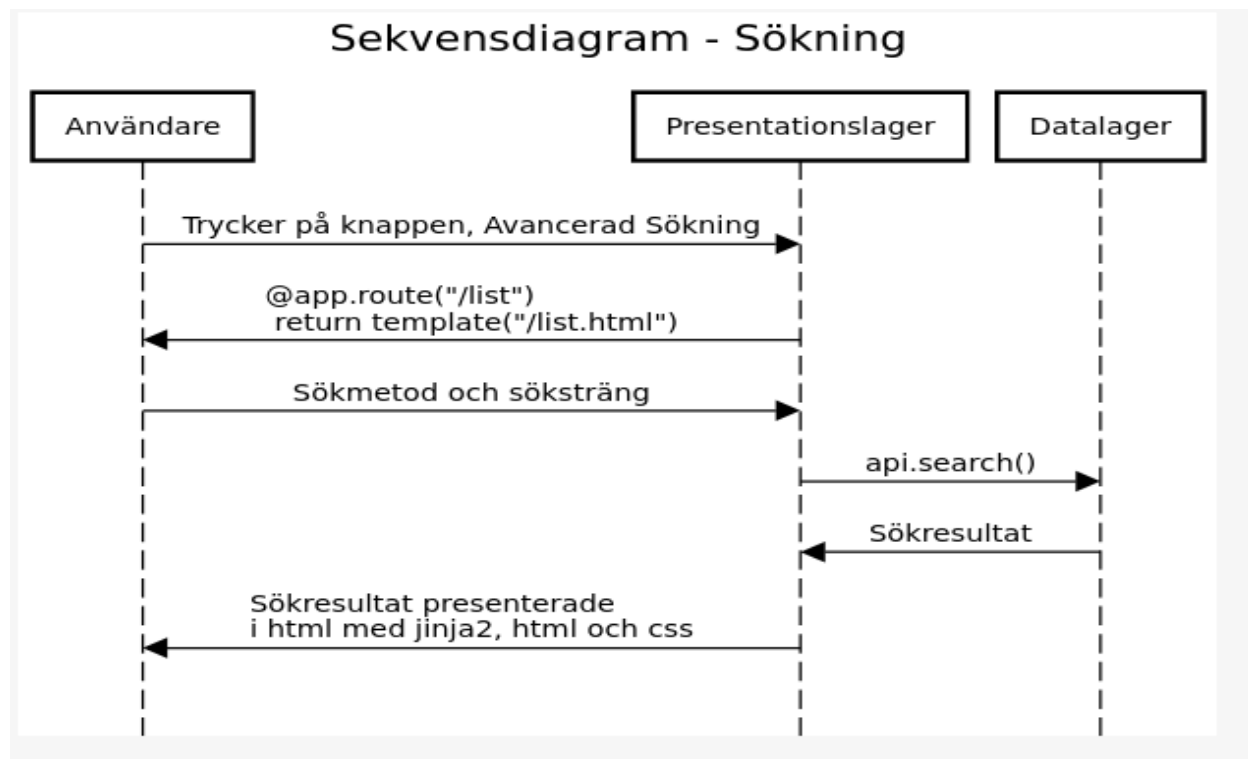 Sekvensdiagram - Sökning
Användare
Presentationslager
Datalager
Trycker på knappen, Avancerad Sökning
@app.route("/list")
return template("/list.html")
Sökmetod och söksträng
api.search()
Sökresultat
Sökresultat presenterade
i html med jinja2, html och css